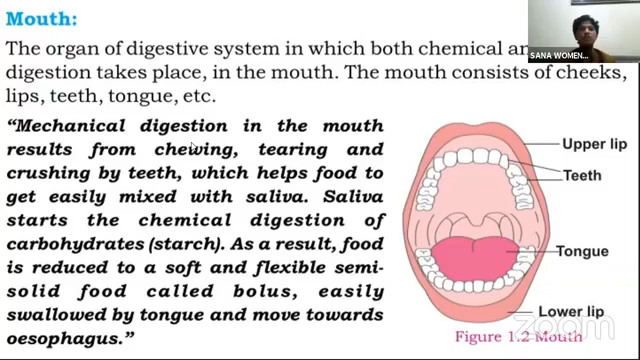 Mouth:
The organ of digestive system in which both chemical an
digestion takes place, in the mouth. The mouth consists of cheeks,
lips, teeth, tongue, etc.
“Mechanical digestion in the mouth
results from chewing, tearing and
crushing by teeth, which helps food to
get easily mixed with saliva. Saliva
starts the chemical digestion of
carbohydrates (starch). As a result, food
is reduced to a soft and flexible semi-
solid food called bolus, easily
swallowed by tongue and move towards
oesophagus.”
Upper lip
Teeth
Tongue
Lower lip
Figure 1.2 Mouth
SANA WOMEN...
zoom